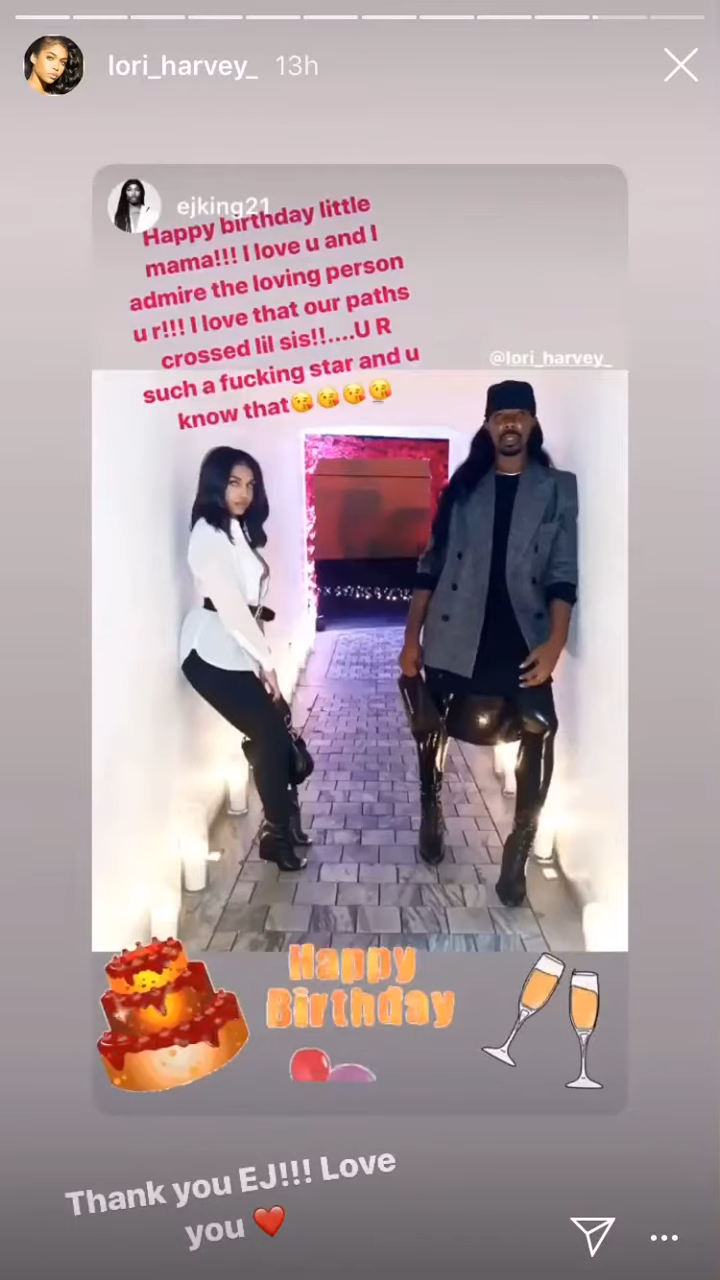 lori_harvey_ 13h
ejking21
Happy birthday little
mama!!! I love u and I
admire the loving person
u r!!! I love that our paths
crossed lil sis!!....U R
such a fucking star and u
know that😘😘😘😘
@lori_harvey_
Happy
Birthday
Thank you EJ!!! Love
you ❤️